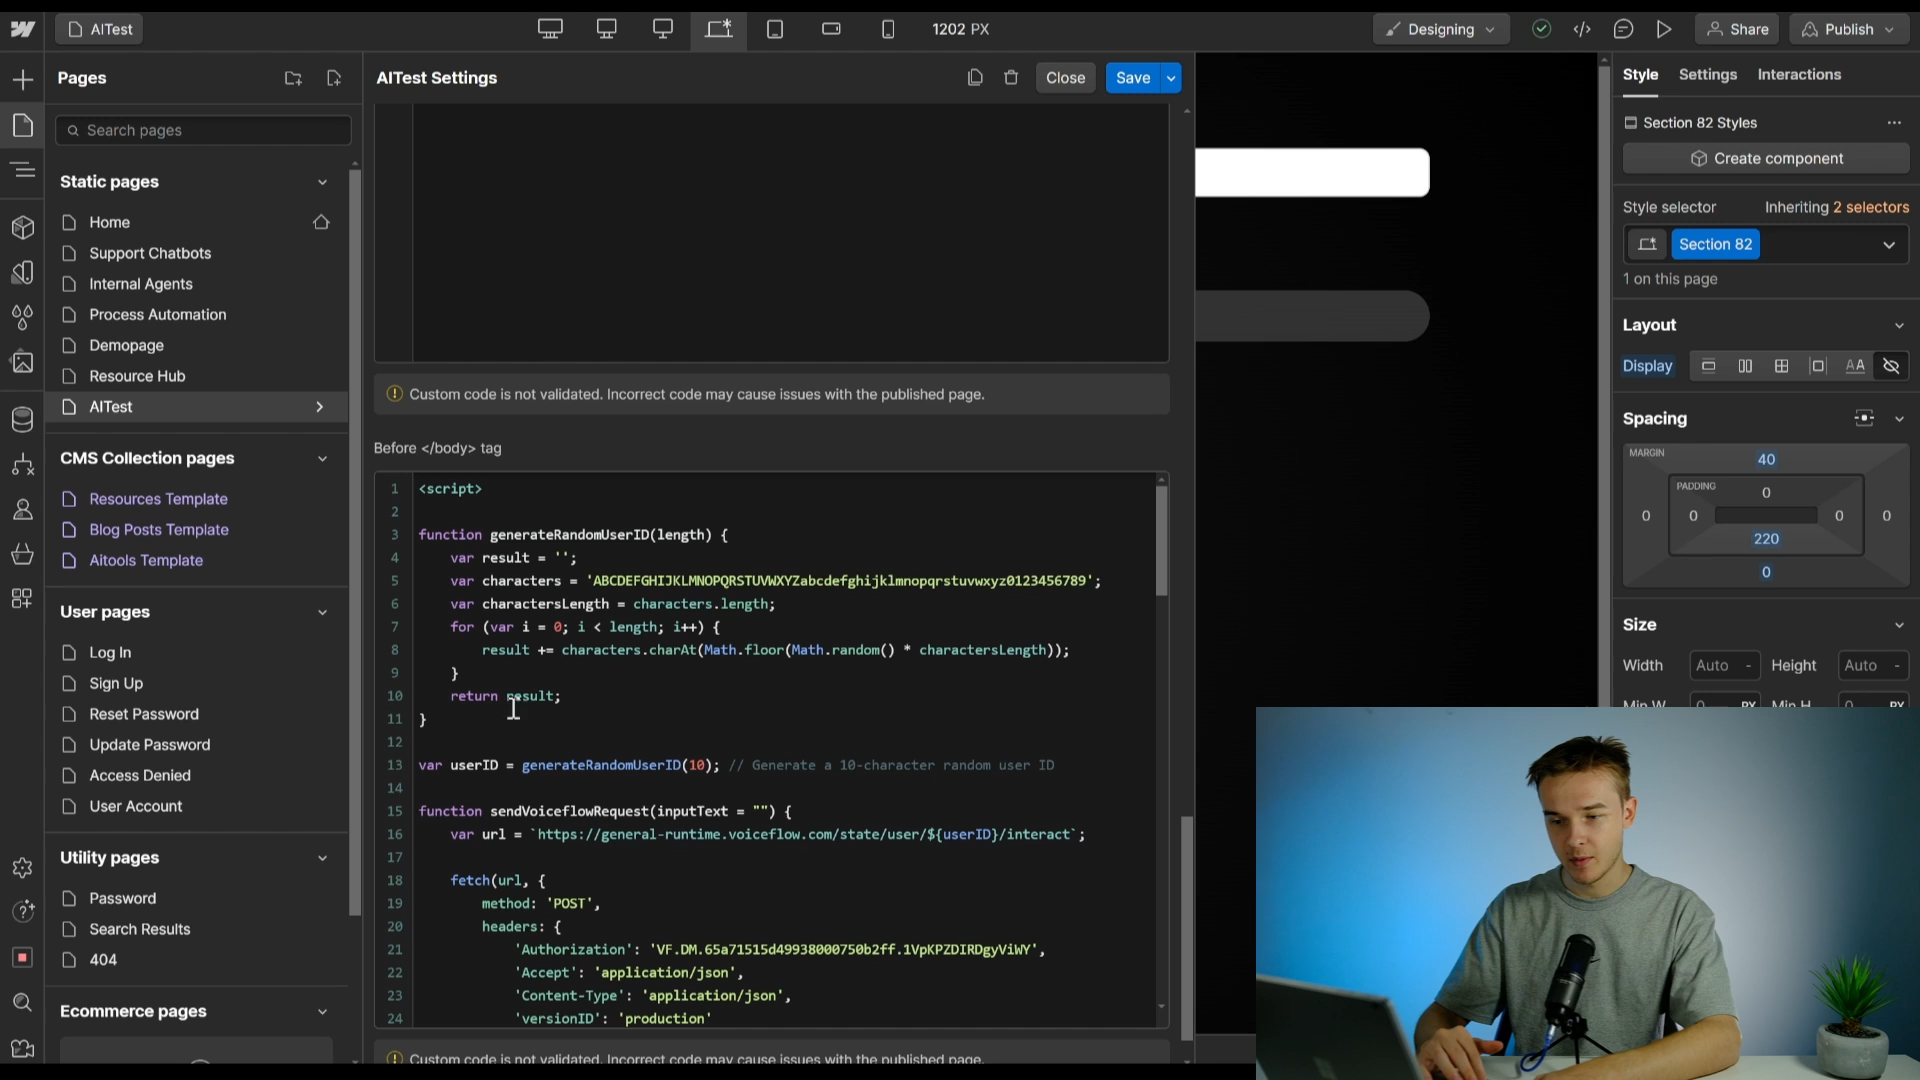 AITest
1202 PX
Designing
Share
Publish
Pages
Search pages
Static pages
Home
Support Chatbots
Internal Agents
Process Automation
Demopage
Resource Hub
AITest
CMS Collection pages
Resources Template
Blog Posts Template
Aitools Template
User pages
Log In
Sign Up
Reset Password
Update Password
Access Denied
User Account
Utility pages
Password
Search Results
404
Ecommerce pages
AITest Settings
Close
Save
Custom code is not validated. Incorrect code may cause issues with the published page.
Before </body> tag
1 <script>
2
3 function generateRandomUserID(length) {
4 var result = '';
5 var characters = 'ABCDEFGHIJKLMNOPQRSTUVWXYZabcdefghijklmnopqrstuvwxyz0123456789';
6 var charactersLength = characters.length;
7 for (var i = 0; i < length; i++) {
8 result += characters.charAt(Math.floor(Math.random() * charactersLength));
9 }
10 return result;
11 }
12
13 var userID = generateRandomUserID(10); // Generate a 10-character random user ID
14
15 function sendVoiceflowRequest(inputText = "") {
16 var url = `https://general-runtime.voiceflow.com/state/user/${userID}/interact`;
17
18 fetch(url, {
19 method: 'POST',
20 headers: {
21 'Authorization': 'VF.DM.65a71515d49938000750b2ff.1VpKPZDIRDgyViWY',
22 'Accept': 'application/json',
23 'Content-Type': 'application/json',
24 'versionID': 'production'
Custom code is not validated. Incorrect code may cause issues with the published page.
Style Settings Interactions
Section 82 Styles
Create component
Style selector Inheriting 2 selectors
Section 82
1 on this page
Layout
Display
Spacing
MARGIN
40
PADDING
0
0 0 0 0
220
0
Size
Width Auto - Height Auto -
Min W 0 PX Min H 0 PX